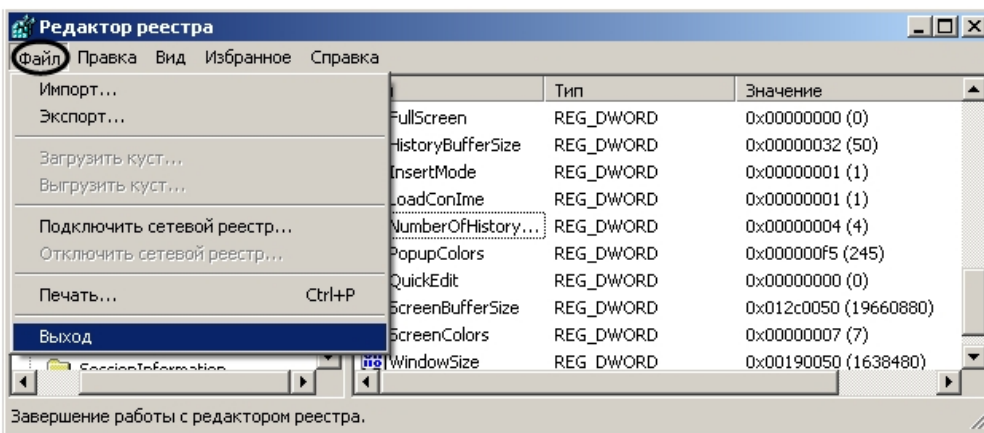 Редактор реестра
Файл Правка Вид Избранное Справка
Импорт...
Экспорт...
Загрузить куст...
Выгрузить куст...
Подключить сетевой реестр...
Отключить сетевой реестр...
Печать... Ctrl+P
Выход
Тип Значение
FullScreen REG_DWORD 0x00000000 (0)
HistoryBufferSize REG_DWORD 0x00000032 (50)
InsertMode REG_DWORD 0x00000001 (1)
LoadConIme REG_DWORD 0x00000001 (1)
NumberOfHistory... REG_DWORD 0x00000004 (4)
PopupColors REG_DWORD 0x000000f5 (245)
QuickEdit REG_DWORD 0x00000000 (0)
ScreenBufferSize REG_DWORD 0x012c0050 (19660880)
ScreenColors REG_DWORD 0x00000007 (7)
WindowSize REG_DWORD 0x00190050 (1638480)
SessionInformation
Завершение работы с редактором реестра.